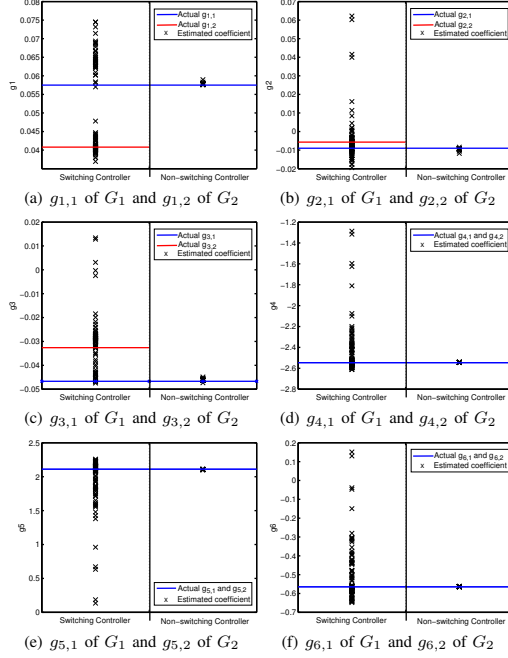 0.08
0.075
0.07
0.065
0.06
0.055
0.05
0.045
0.04
g1
Actual g1,1
Actual g1,2
Estimated coefficient
Switching Controller
Non-switching Controller
(a) g1,1 of G1 and g1,2 of G2
0.07
0.06
0.05
0.04
0.03
0.02
0.01
0
−0.01
−0.02
g2
Actual g2,1
Actual g2,2
Estimated coefficient
Switching Controller
Non-switching Controller
(b) g2,1 of G1 and g2,2 of G2
0.02
0.01
0
−0.01
−0.02
−0.03
−0.04
−0.05
g3
Actual g3,1
Actual g3,2
Estimated coefficient
Switching Controller
Non-switching Controller
(c) g3,1 of G1 and g3,2 of G2
−1.2
−1.4
−1.6
−1.8
−2
−2.2
−2.4
−2.6
−2.8
g4
Actual g4,1 and g4,2
Estimated coefficient
Switching Controller
Non-switching Controller
(d) g4,1 of G1 and g4,2 of G2
2.5
2
1.5
1
0.5
0
g5
Actual g5,1 and g5,2
Estimated coefficient
Switching Controller
Non-switching Controller
(e) g5,1 of G1 and g5,2 of G2
0.2
0.1
0
−0.1
−0.2
−0.3
−0.4
−0.5
−0.6
−0.7
g6
Actual g6,1 and g6,2
Estimated coefficient
Switching Controller
Non-switching Controller
(f) g6,1 of G1 and g6,2 of G2